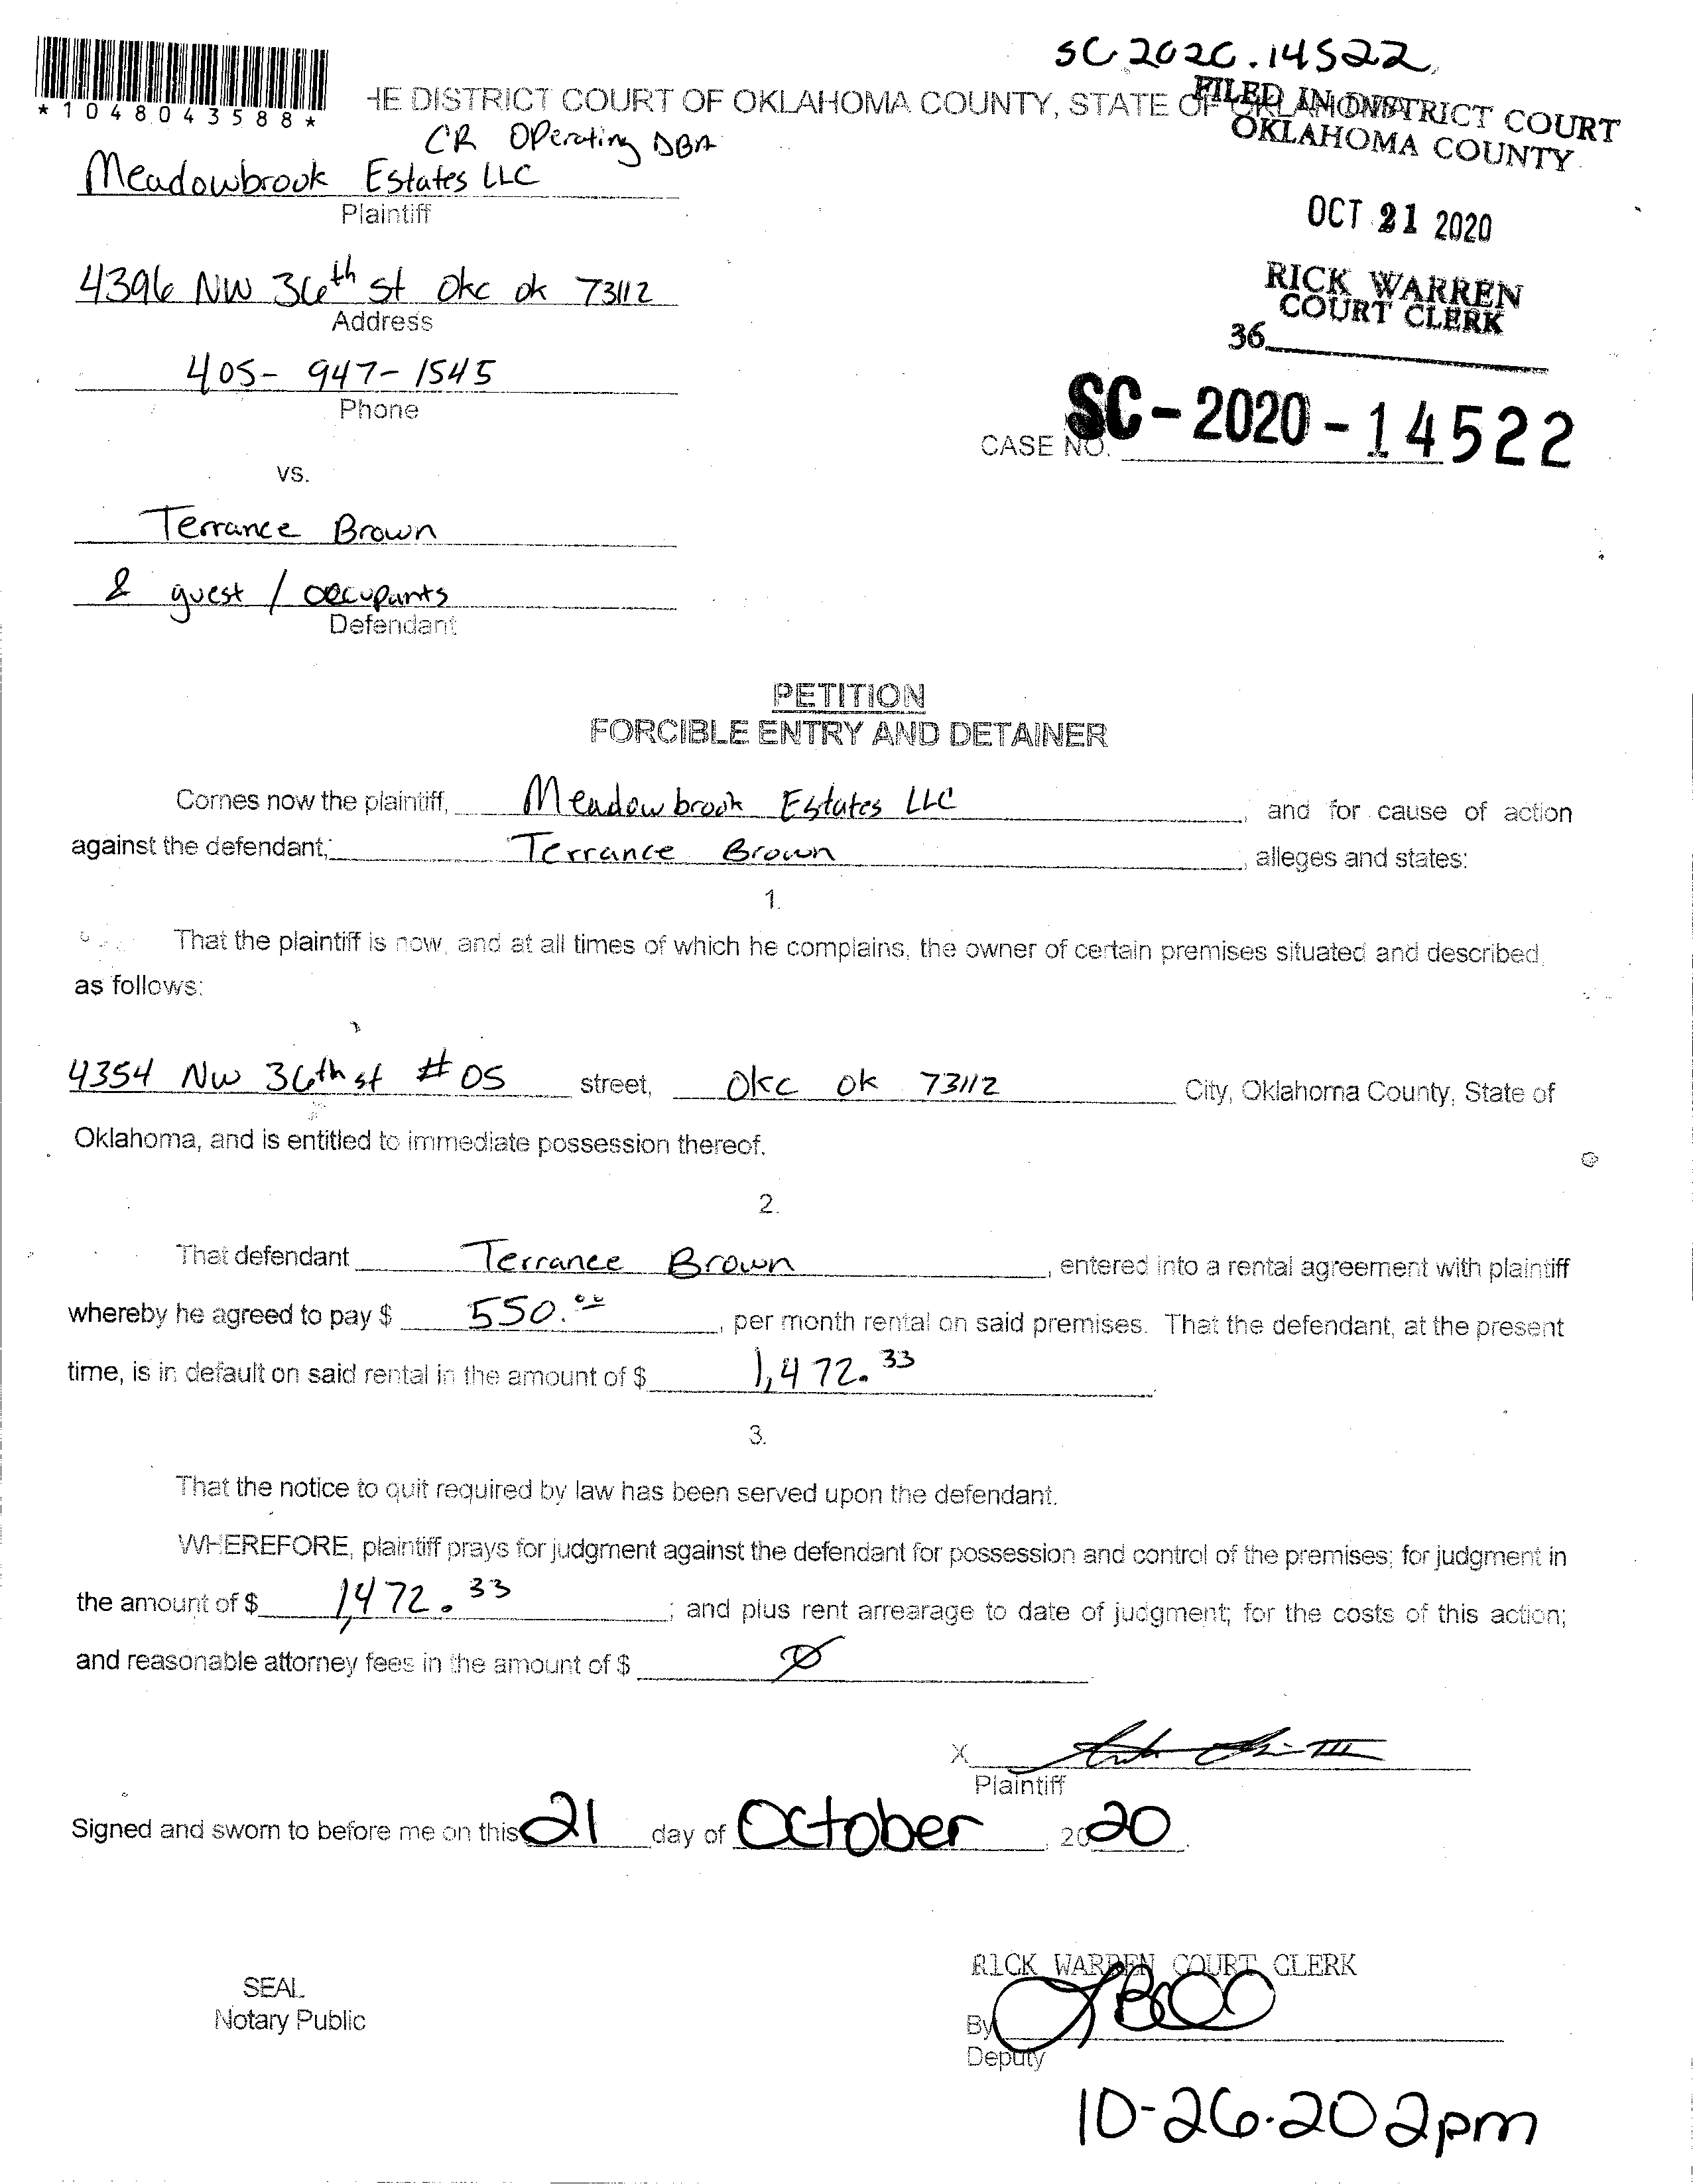 SC.2020.14522
*1048043588*
HE DISTRICT COURT OF OKLAHOMA COUNTY, STATE OF OKLAHOMA
FILED IN DISTRICT COURT
OKLAHOMA COUNTY
CR Operating DBA
Meadowbrook Estates LLC
Plaintiff
OCT 21 2020
4396 NW 36th st Okc ok 73112
Address
RICK WARREN
COURT CLERK
36
405-947-1545
Phone
CASE NO. SC-2020-14522
vs.
Terrance Brown
& guest / occupants
Defendant
PETITION
FORCIBLE ENTRY AND DETAINER
Comes now the plaintiff, Meadowbrook Estates LLC, and for cause of action
against the defendant; Terrance Brown, alleges and states:
1.
That the plaintiff is now, and at all times of which he complains, the owner of certain premises situated and described
as follows:
4354 NW 36th st #05 street, OKC OK 73112 City, Oklahoma County, State of
Oklahoma, and is entitled to immediate possession thereof.
2.
That defendant Terrance Brown, entered into a rental agreement with plaintiff
whereby he agreed to pay $ 550.00, per month rental on said premises. That the defendant, at the present
time, is in default on said rental in the amount of $ 1,472.33.
3.
That the notice to quit required by law has been served upon the defendant.
WHEREFORE, plaintiff prays for judgment against the defendant for possession and control of the premises; for judgment in
the amount of $ 1,472.33; and plus rent arrearage to date of judgment; for the costs of this action;
and reasonable attorney fees in the amount of $ Ø
X
Plaintiff
Signed and sworn to before me on this 21 day of October, 2020.
RICK WARREN COURT CLERK
SEAL
Notary Public
By
Deputy
10-26-20 2pm